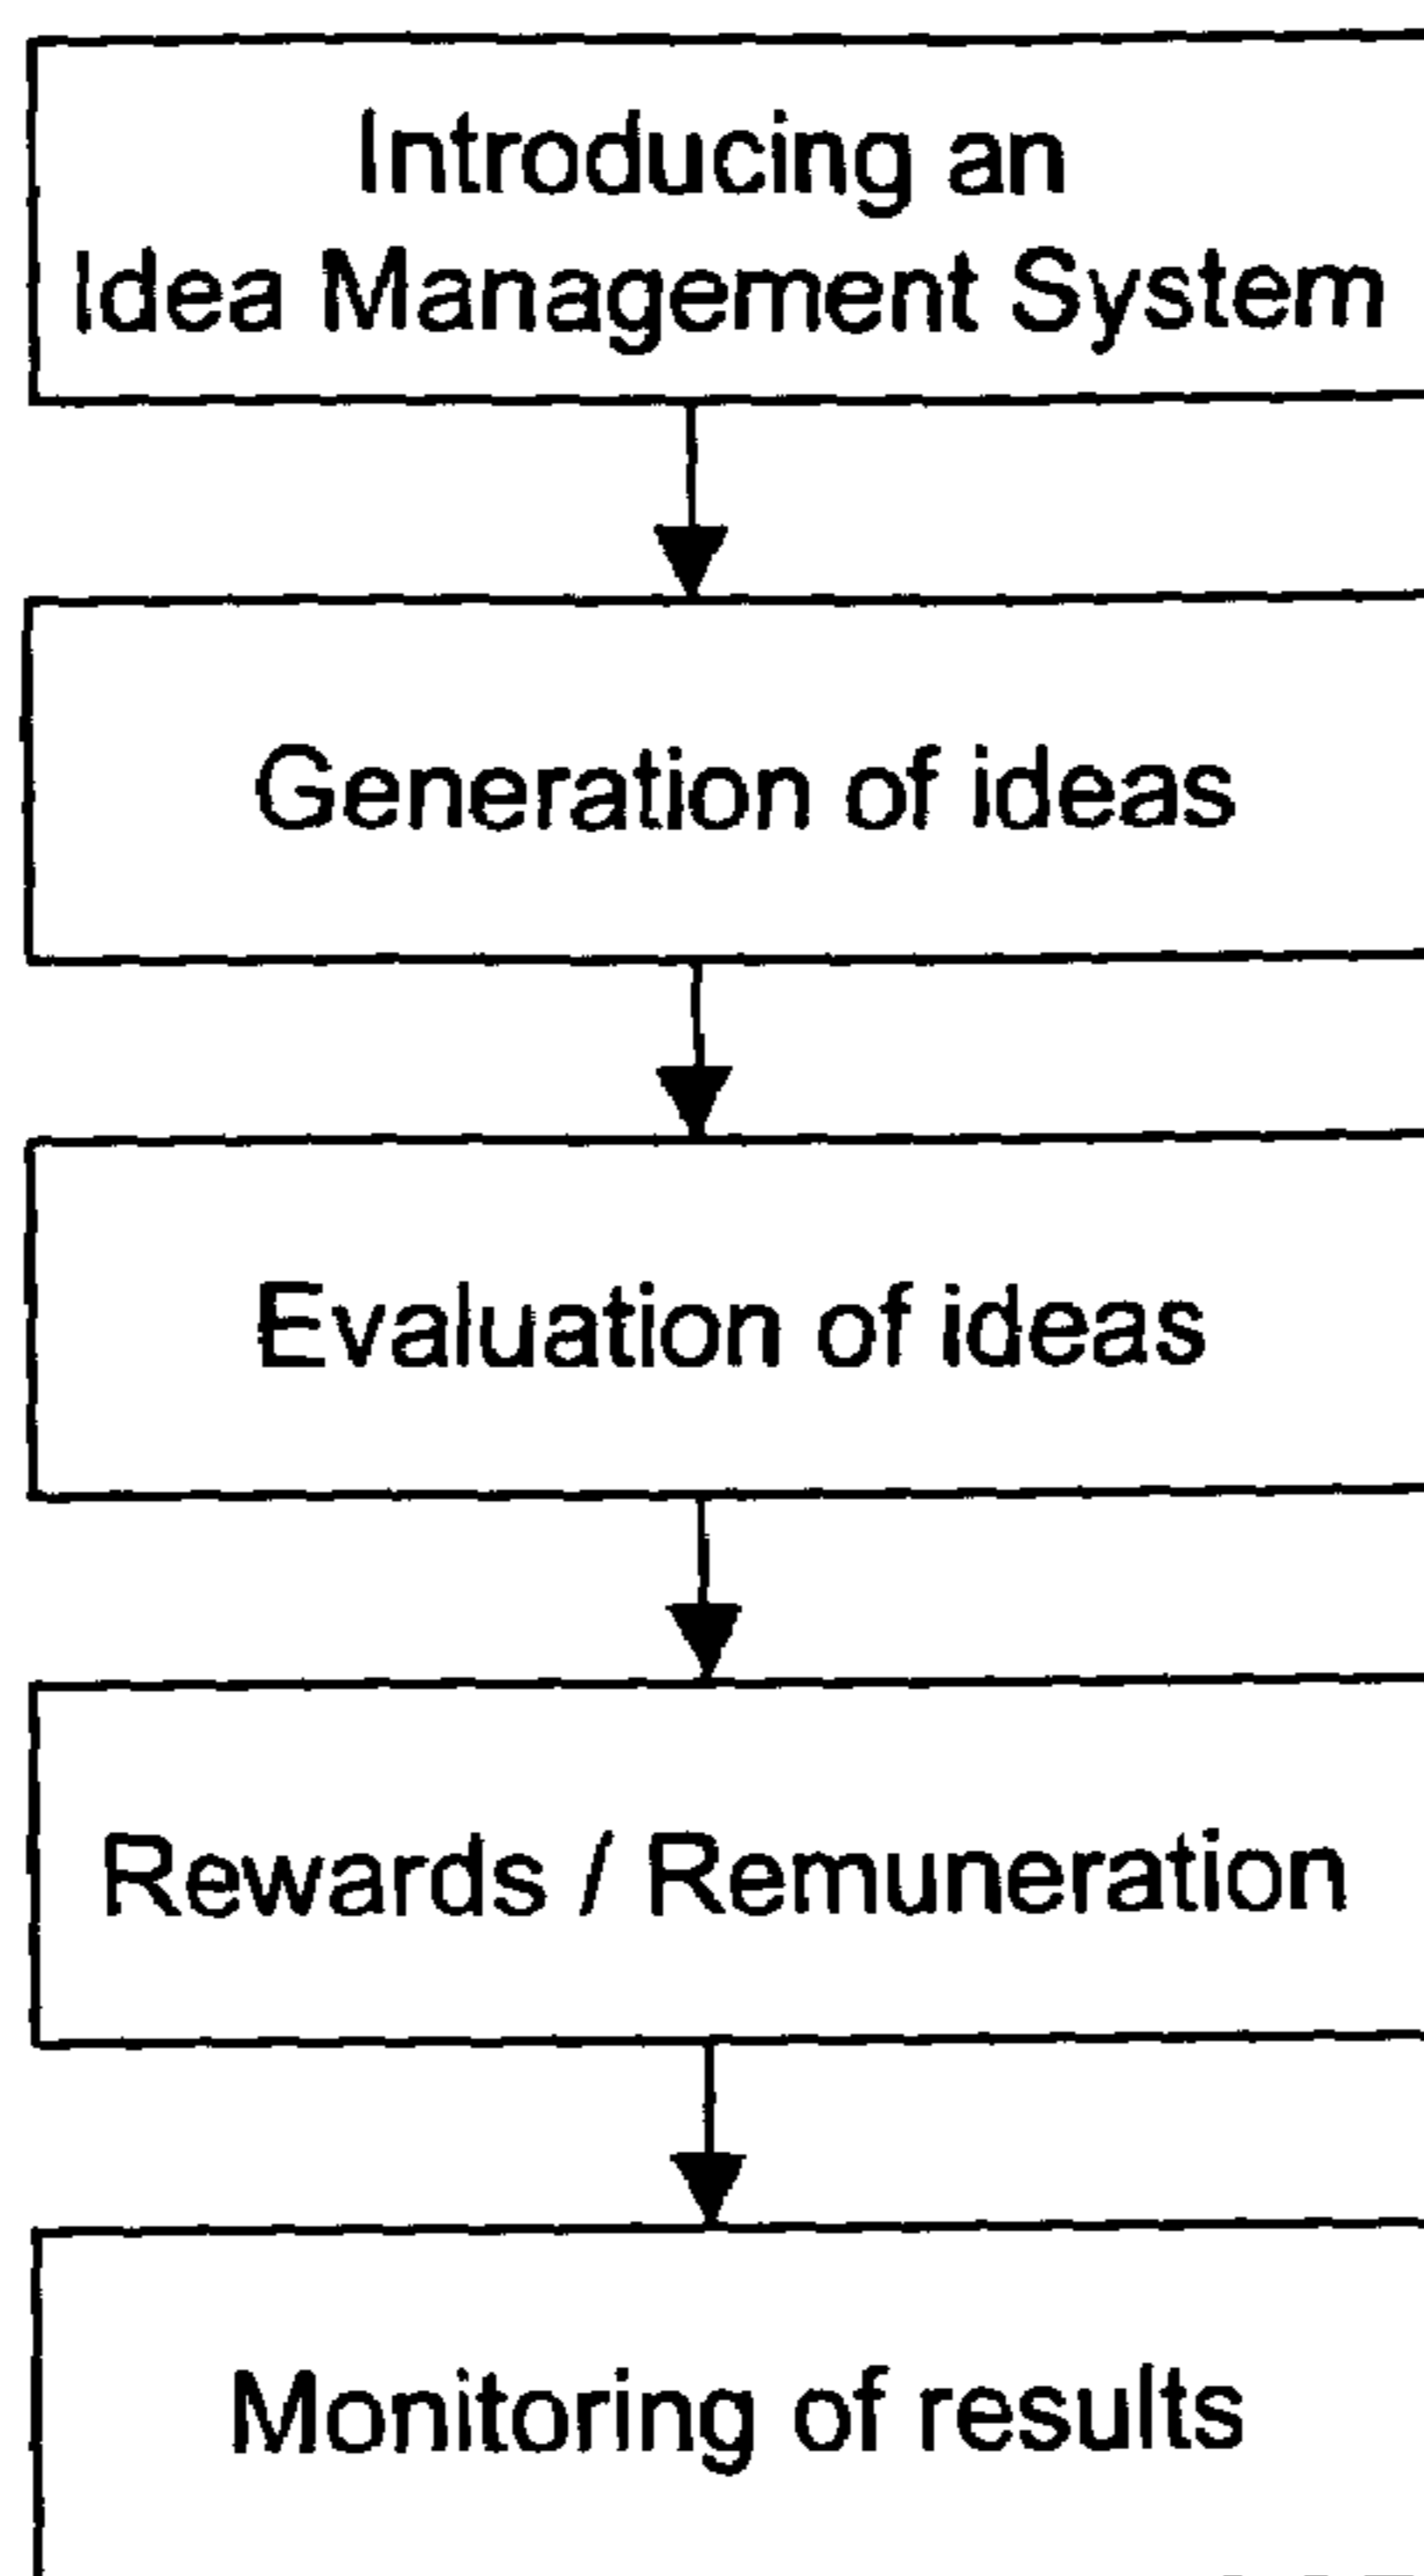 Introducing an
Idea Management System
Generation of ideas
Evaluation of ideas
Rewards / Remuneration
Monitoring of results